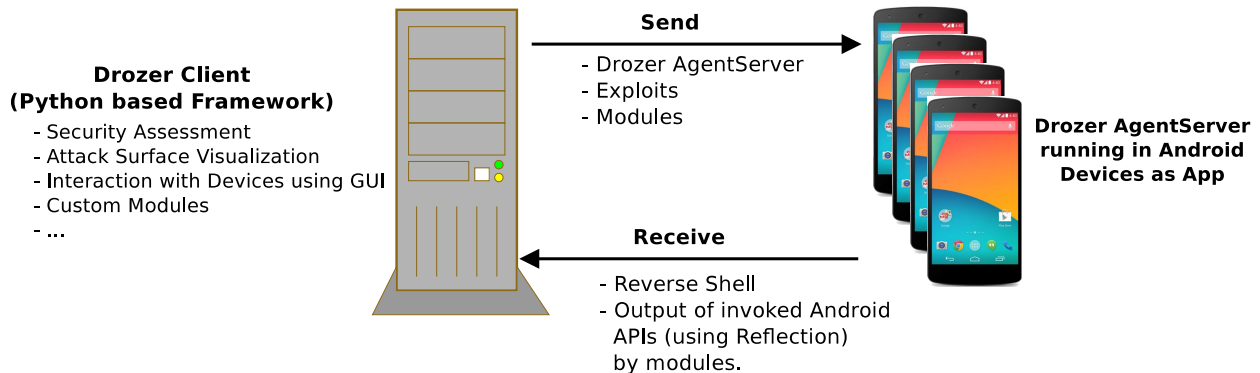 Drozer Client
(Python based Framework)
- Security Assessment
- Attack Surface Visualization
- Interaction with Devices using GUI
- Custom Modules
- ...
Send
- Drozer AgentServer
- Exploits
- Modules
Receive
- Reverse Shell
- Output of invoked Android
APIs (using Reflection)
by modules.
Drozer AgentServer
running in Android
Devices as App
Google